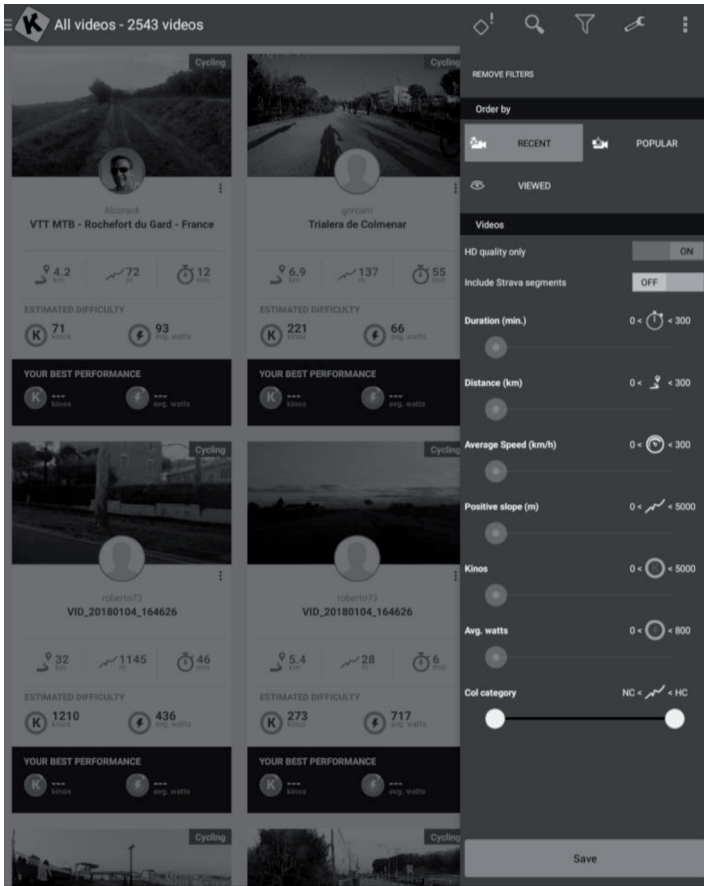 K
All videos - 2543 videos
Cycling
Alcorack
VTT MTB - Rochefort du Gard - France
4.2 km
72 m
12 min
ESTIMATED DIFFICULTY
K 71 kinos
93 avg. watts
YOUR BEST PERFORMANCE
K --- kinos
--- avg. watts
Cycling
gorcam
Trialera de Colmenar
6.9 km
137 m
55 min
ESTIMATED DIFFICULTY
K 221 kinos
66 avg. watts
YOUR BEST PERFORMANCE
K --- kinos
--- avg. watts
Cycling
roberto73
VID_20180104_164626
32 km
1145 m
46 min
ESTIMATED DIFFICULTY
K 1210 kinos
436 avg. watts
YOUR BEST PERFORMANCE
K --- kinos
--- avg. watts
Cycling
roberto73
VID_20180104_164626
5.4 km
28 m
6 min
ESTIMATED DIFFICULTY
K 273 kinos
717 avg. watts
YOUR BEST PERFORMANCE
K --- kinos
--- avg. watts
Cycling
Cycling
REMOVE FILTERS
Order by
RECENT
POPULAR
VIEWED
Videos
HD quality only ON
Include Strava segments OFF
Duration (min.) 0 < < 300
Distance (km) 0 < < 300
Average Speed (km/h) 0 < < 300
Positive slope (m) 0 < < 5000
Kinos 0 < < 5000
Avg. watts 0 < < 800
Col category NC < < HC
Save